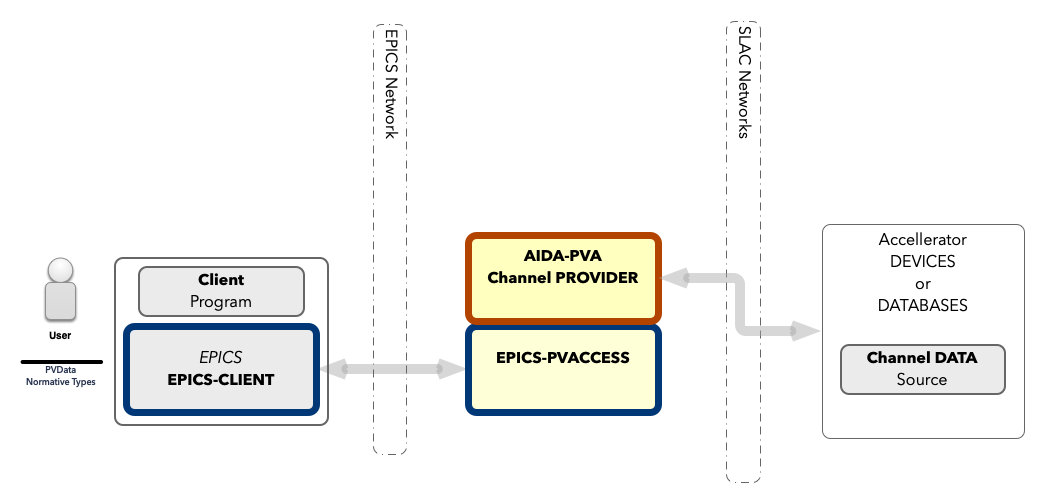 EPICS Network
SLAC Networks
User
PVData
Normative Types
Client
Program
EPICS
EPICS-CLIENT
AIDA-PVA
Channel PROVIDER
EPICS-PVACCESS
Accellerator
DEVICES
or
DATABASES
Channel DATA
Source